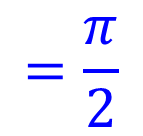 = π/2